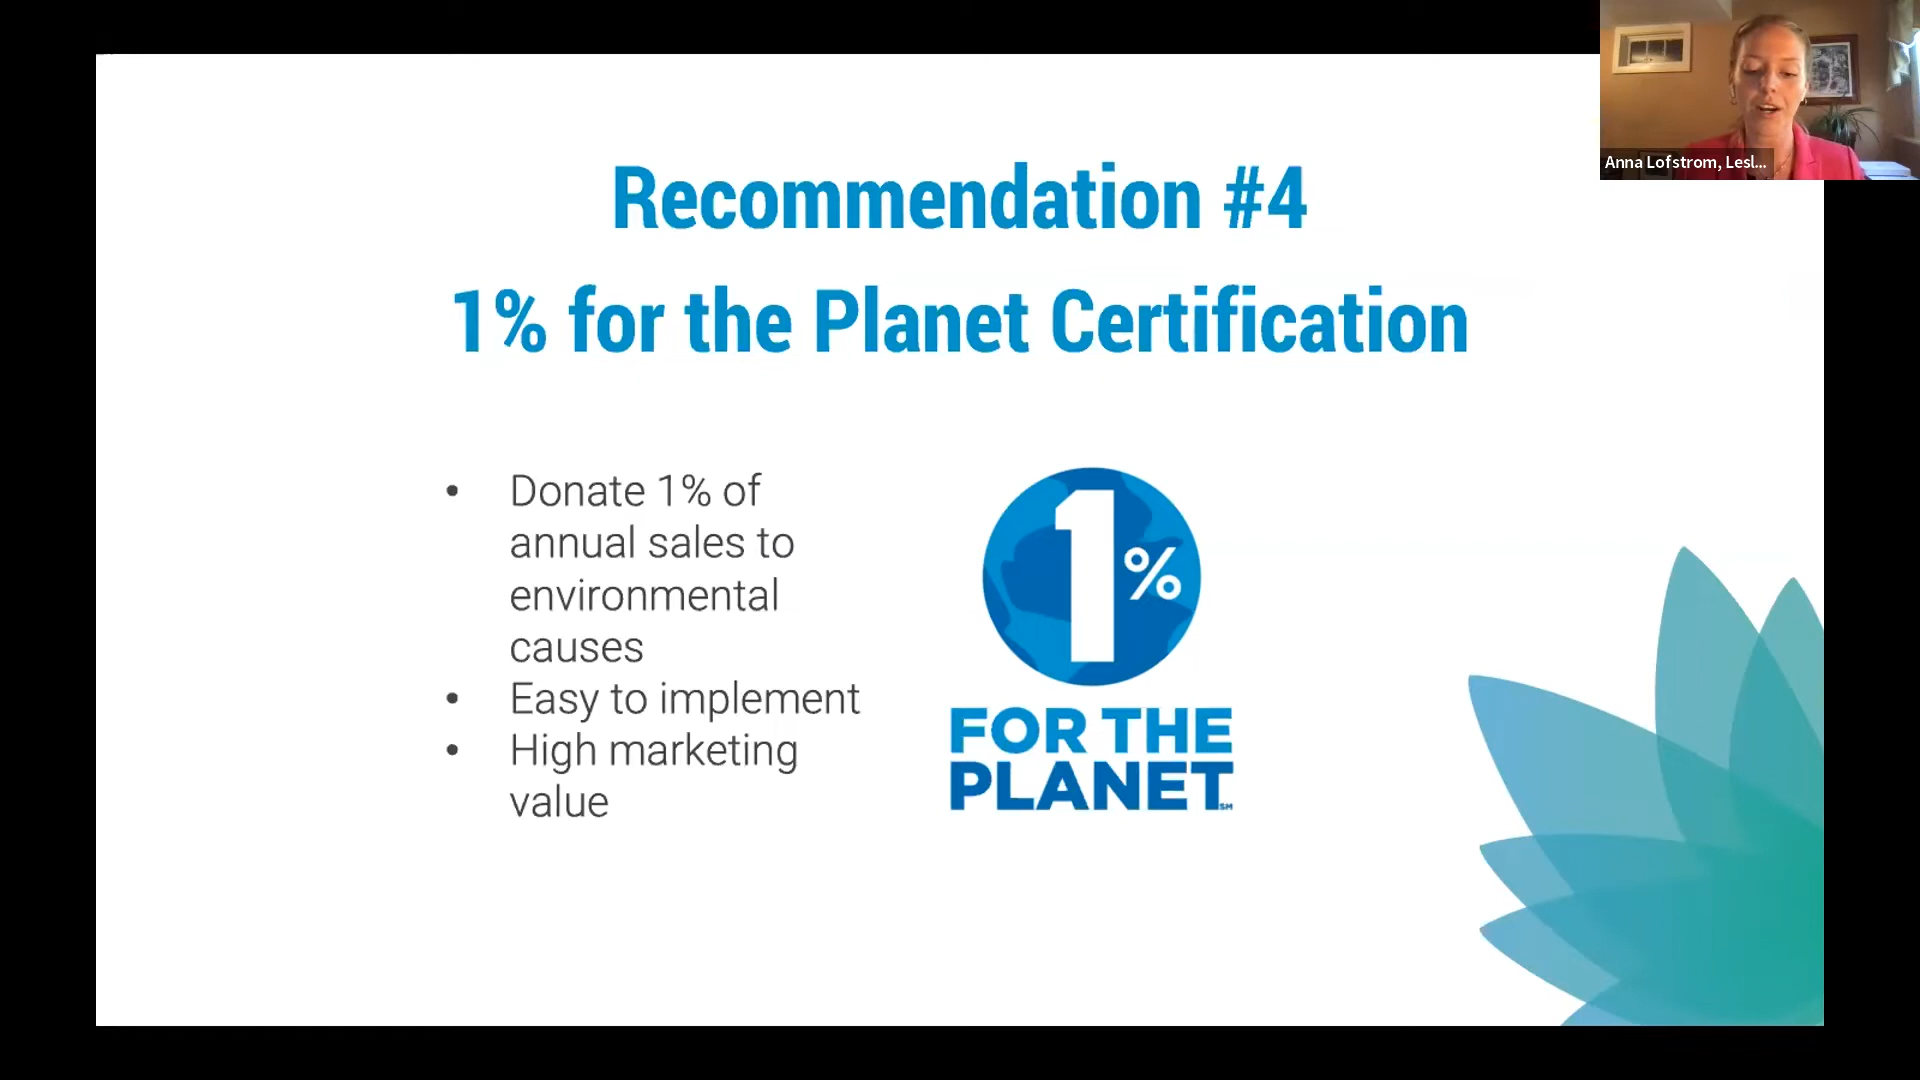 Anna Lofstrom, Lesl...
Recommendation #4
1% for the Planet Certification
• Donate 1% of
annual sales to
environmental
causes
• Easy to implement
• High marketing
value
1%
FOR THE
PLANET SM